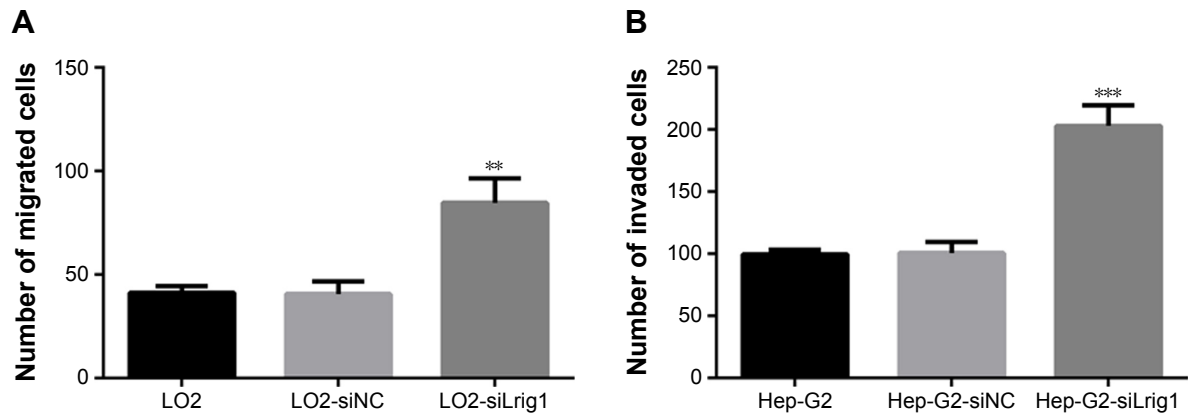 A
Number of migrated cells
150
100
50
0
**
LO2 LO2-siNC LO2-siLrig1
B
Number of invaded cells
250
200
150
100
50
0
***
Hep-G2 Hep-G2-siNC Hep-G2-siLrig1